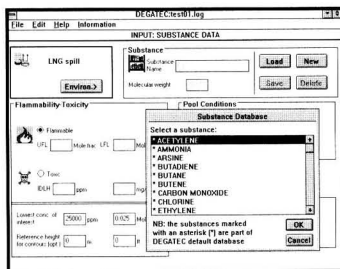 DEGATEC:test01.log
File Edit Help Information
INPUT: SUBSTANCE DATA
LNG spill
Environ.>
Substance
Substance Name
Molecular weight
Load New
Save Delete
Flammability-Toxicity
Flammable
UFL Mole frac LFL Mol
Toxic
IDLH ppm mg/
Lowest conc. of interest 25000 ppm 0.025 Mol
Reference height for contours (opt.) 0 m 0 ft
Pool Conditions
Substance Database
Select a substance:
* ACETYLENE
* AMMONIA
* ARSINE
* BUTADIENE
* BUTANE
* BUTENE
* CARBON MONOXIDE
* CHLORINE
* ETHYLENE
NB: the substances marked with an asterisk (*) are part of DEGATEC default database
OK
Cancel